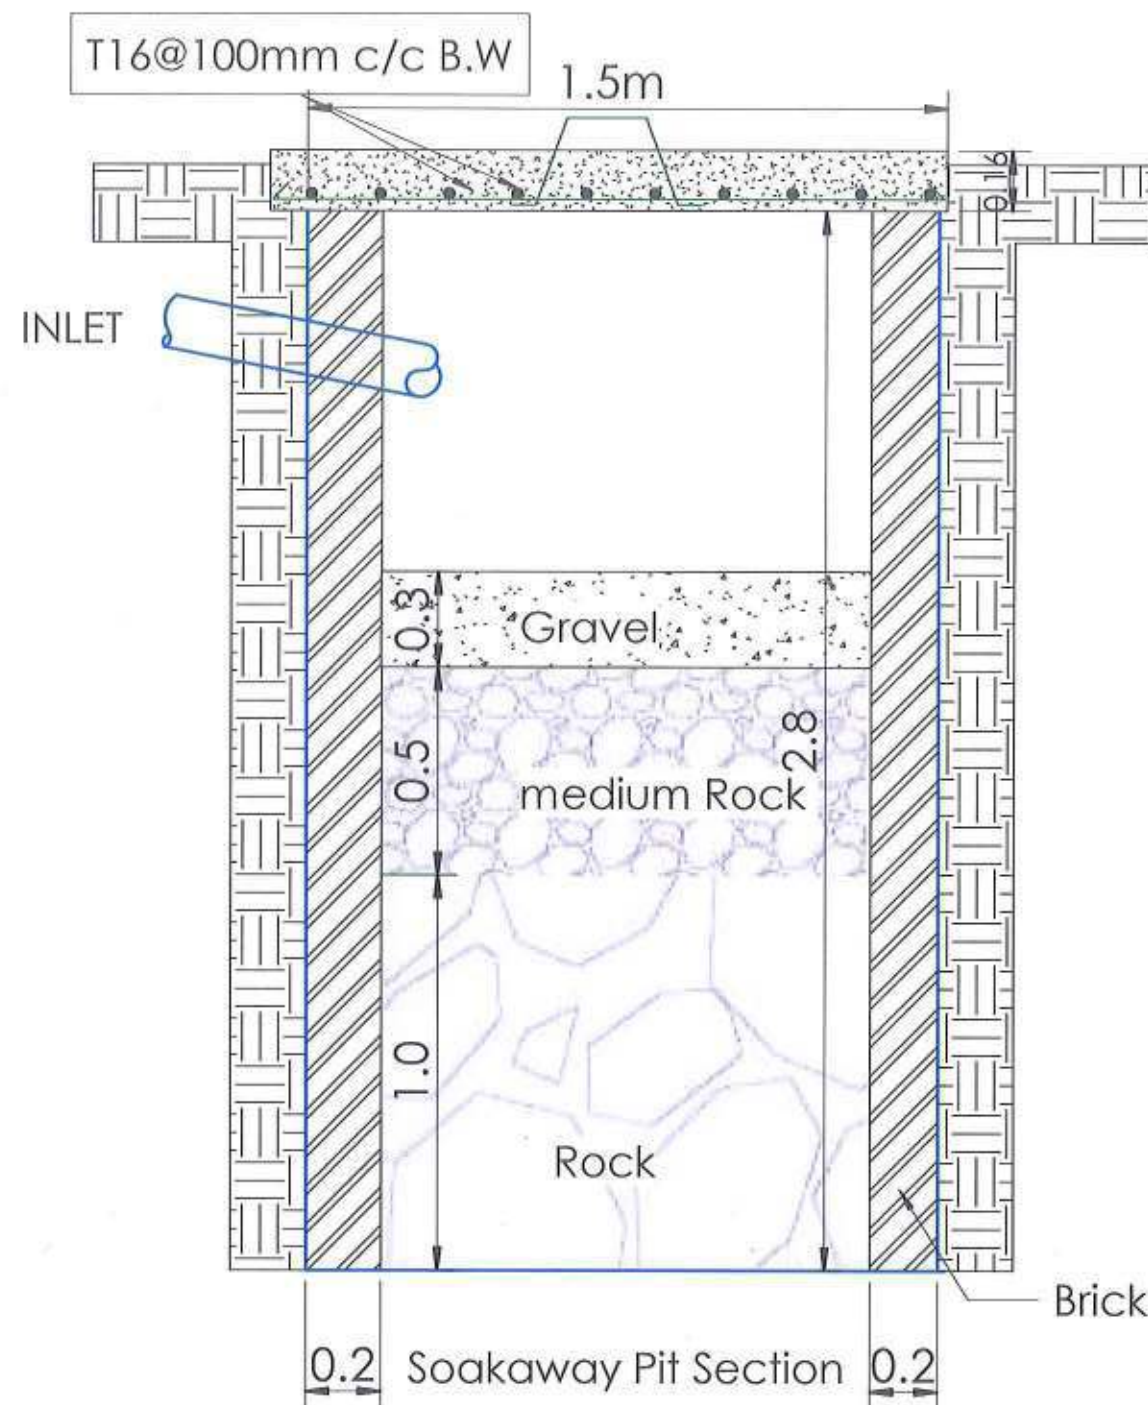 T16@100mm c/c B.W
1.5m
0.16
INLET
0.3
Gravel
0.5
medium Rock
2.8
1.0
Rock
Brick
0.2
Soakaway Pit Section
0.2